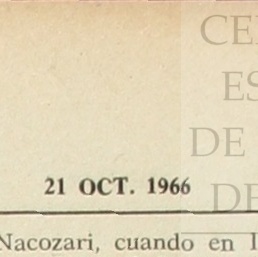 CE
ES
DE
DE
21 OCT. 1966
Nacozari, cuando en l